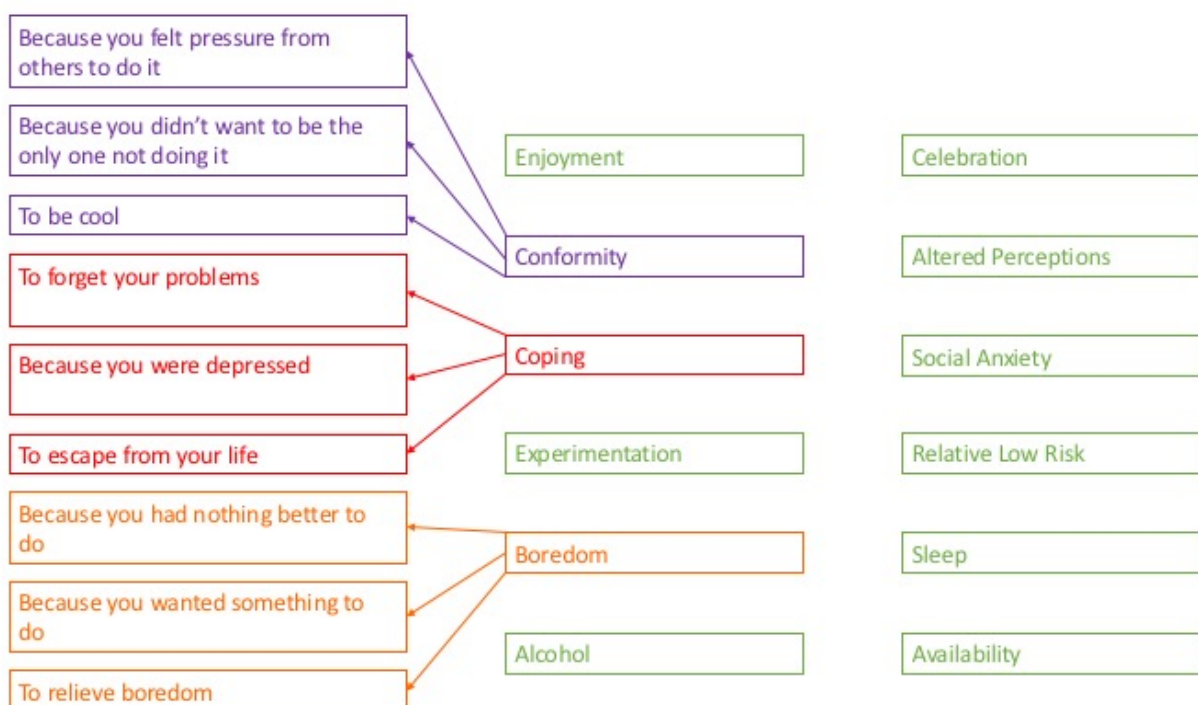 Because you felt pressure from
others to do it
Because you didn't want to be the
only one not doing it
To be cool
To forget your problems
Because you were depressed
To escape from your life
Because you had nothing better to
do
Because you wanted something to
do
To relieve boredom
Enjoyment
Conformity
Coping
Experimentation
Boredom
Alcohol
Celebration
Altered Perceptions
Social Anxiety
Relative Low Risk
Sleep
Availability